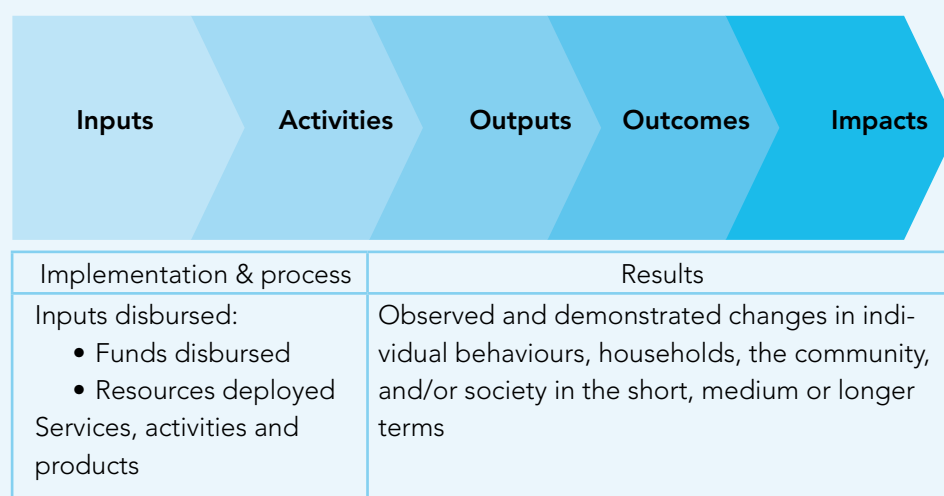 Inputs
Activities
Outputs
Outcomes
Impacts
Implementation & process
Results
Inputs disbursed:
• Funds disbursed
• Resources deployed
Services, activities and
products
Observed and demonstrated changes in indi-
vidual behaviours, households, the community,
and/or society in the short, medium or longer
terms